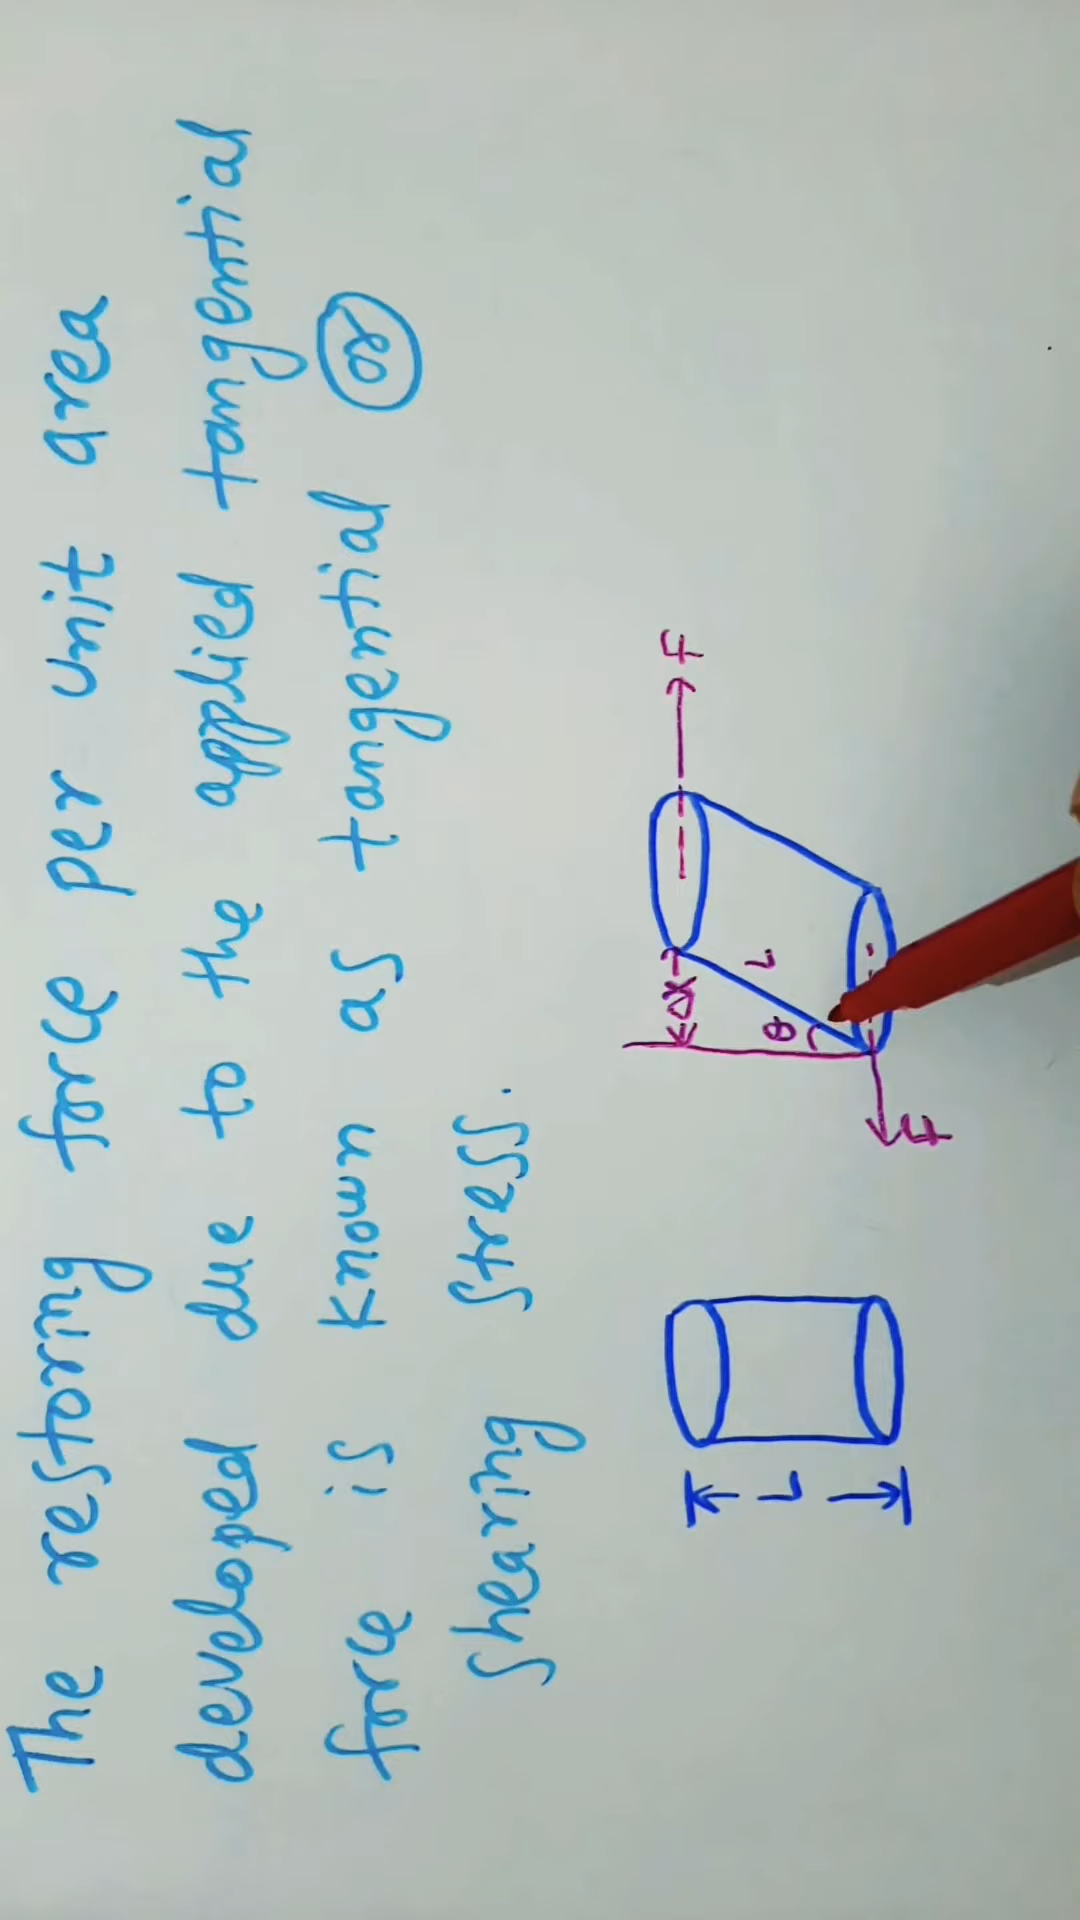 The restoring force per unit area
developed due to the applied tangential
force is known as tangential or
shearing stress.
L
F
Δx
L
θ
F